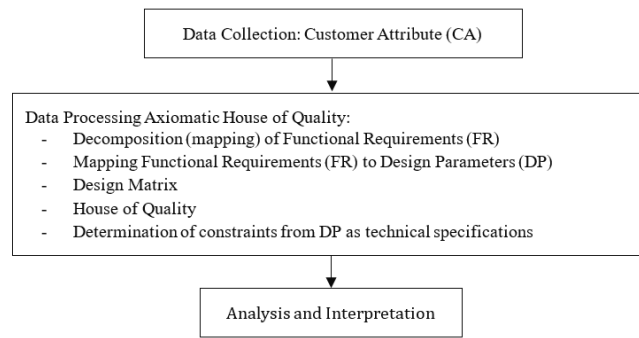 Data Collection: Customer Attribute (CA)
Data Processing Axiomatic House of Quality:
- Decomposition (mapping) of Functional Requirements (FR)
- Mapping Functional Requirements (FR) to Design Parameters (DP)
- Design Matrix
- House of Quality
- Determination of constraints from DP as technical specifications
Analysis and Interpretation